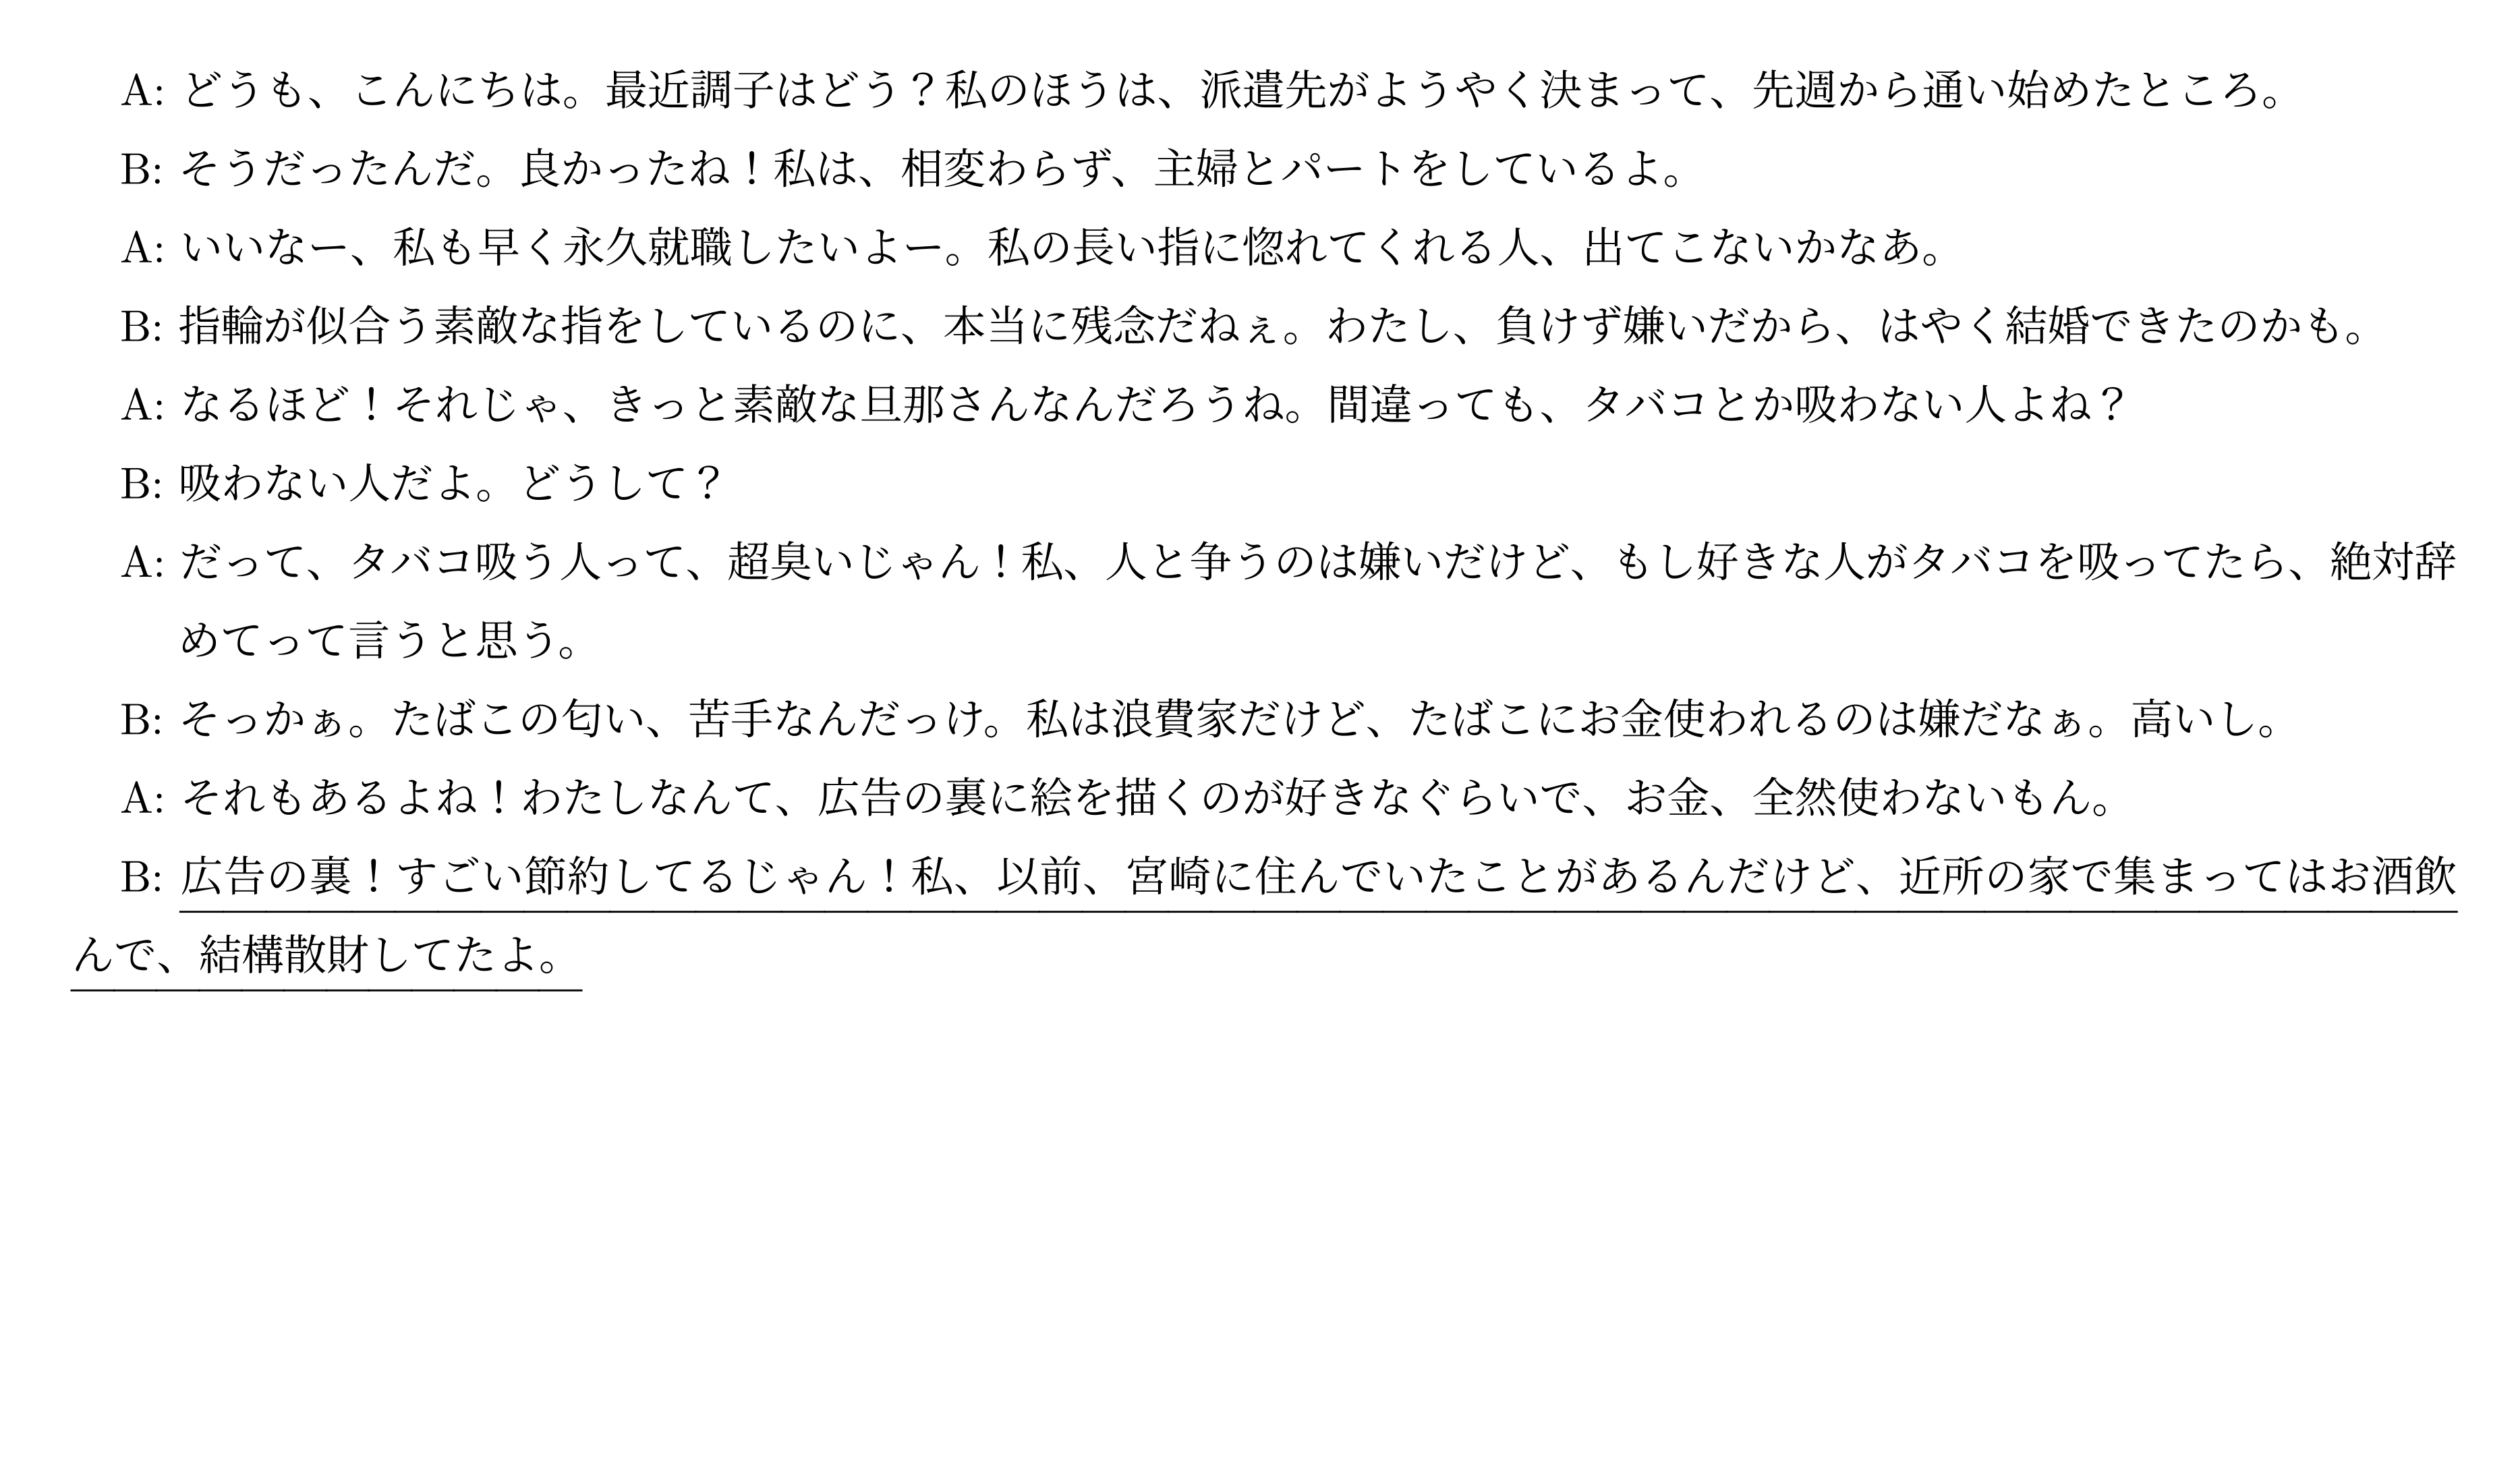 A: どうも、こんにちは。最近調子はどう？私のほうは、派遣先がようやく決まって、先週から通い始めたところ。
B: そうだったんだ。良かったね！私は、相変わらず、主婦とパートをしているよ。
A: いいなー、私も早く永久就職したいよー。私の長い指に惚れてくれる人、出てこないかなあ。
B: 指輪が似合う素敵な指をしているのに、本当に残念だねぇ。わたし、負けず嫌いだから、はやく結婚できたのかも。
A: なるほど！それじゃ、きっと素敵な旦那さんなんだろうね。間違っても、タバコとか吸わない人よね？
B: 吸わない人だよ。どうして？
A: だって、タバコ吸う人って、超臭いじゃん！私、人と争うのは嫌いだけど、もし好きな人がタバコを吸ってたら、絶対辞
めてって言うと思う。
B: そっかぁ。たばこの匂い、苦手なんだっけ。私は浪費家だけど、たばこにお金使われるのは嫌だなぁ。高いし。
A: それもあるよね！わたしなんて、広告の裏に絵を描くのが好きなぐらいで、お金、全然使わないもん。
B: 広告の裏！すごい節約してるじゃん！私、以前、宮崎に住んでいたことがあるんだけど、近所の家で集まってはお酒飲
んで、結構散財してたよ。